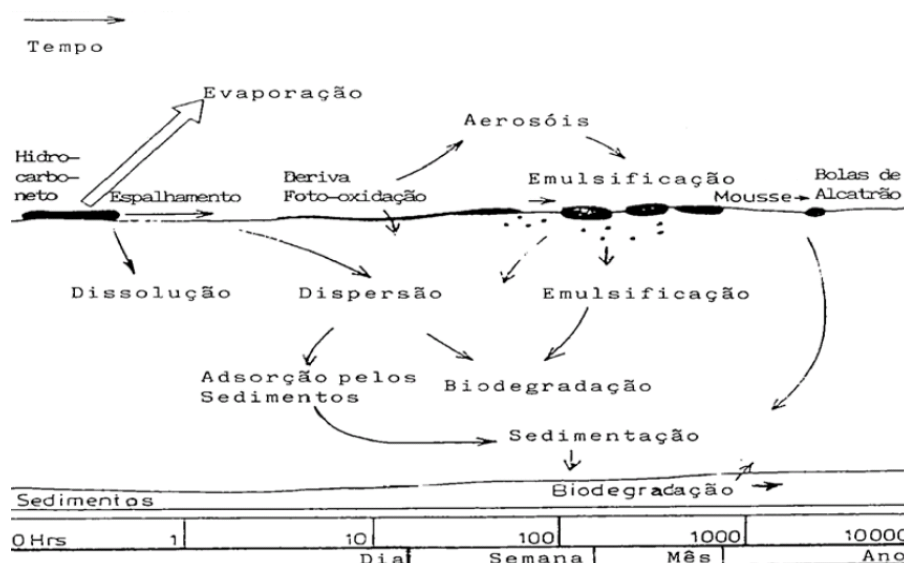 Tempo
Evaporação
Aerosóis
Hidro-
carbo-
neto
Espalhamento
Deriva
Foto-oxidação
Emulsificação
Mousse
Bolas de
Alcatrão
Dissolução
Dispersão
Emulsificação
Adsorção pelos
Sedimentos
Biodegradação
Sedimentação
Biodegradação
Sedimentos
0 Hrs 1 10 100 1000 10000
Dia Semana Mês Ano